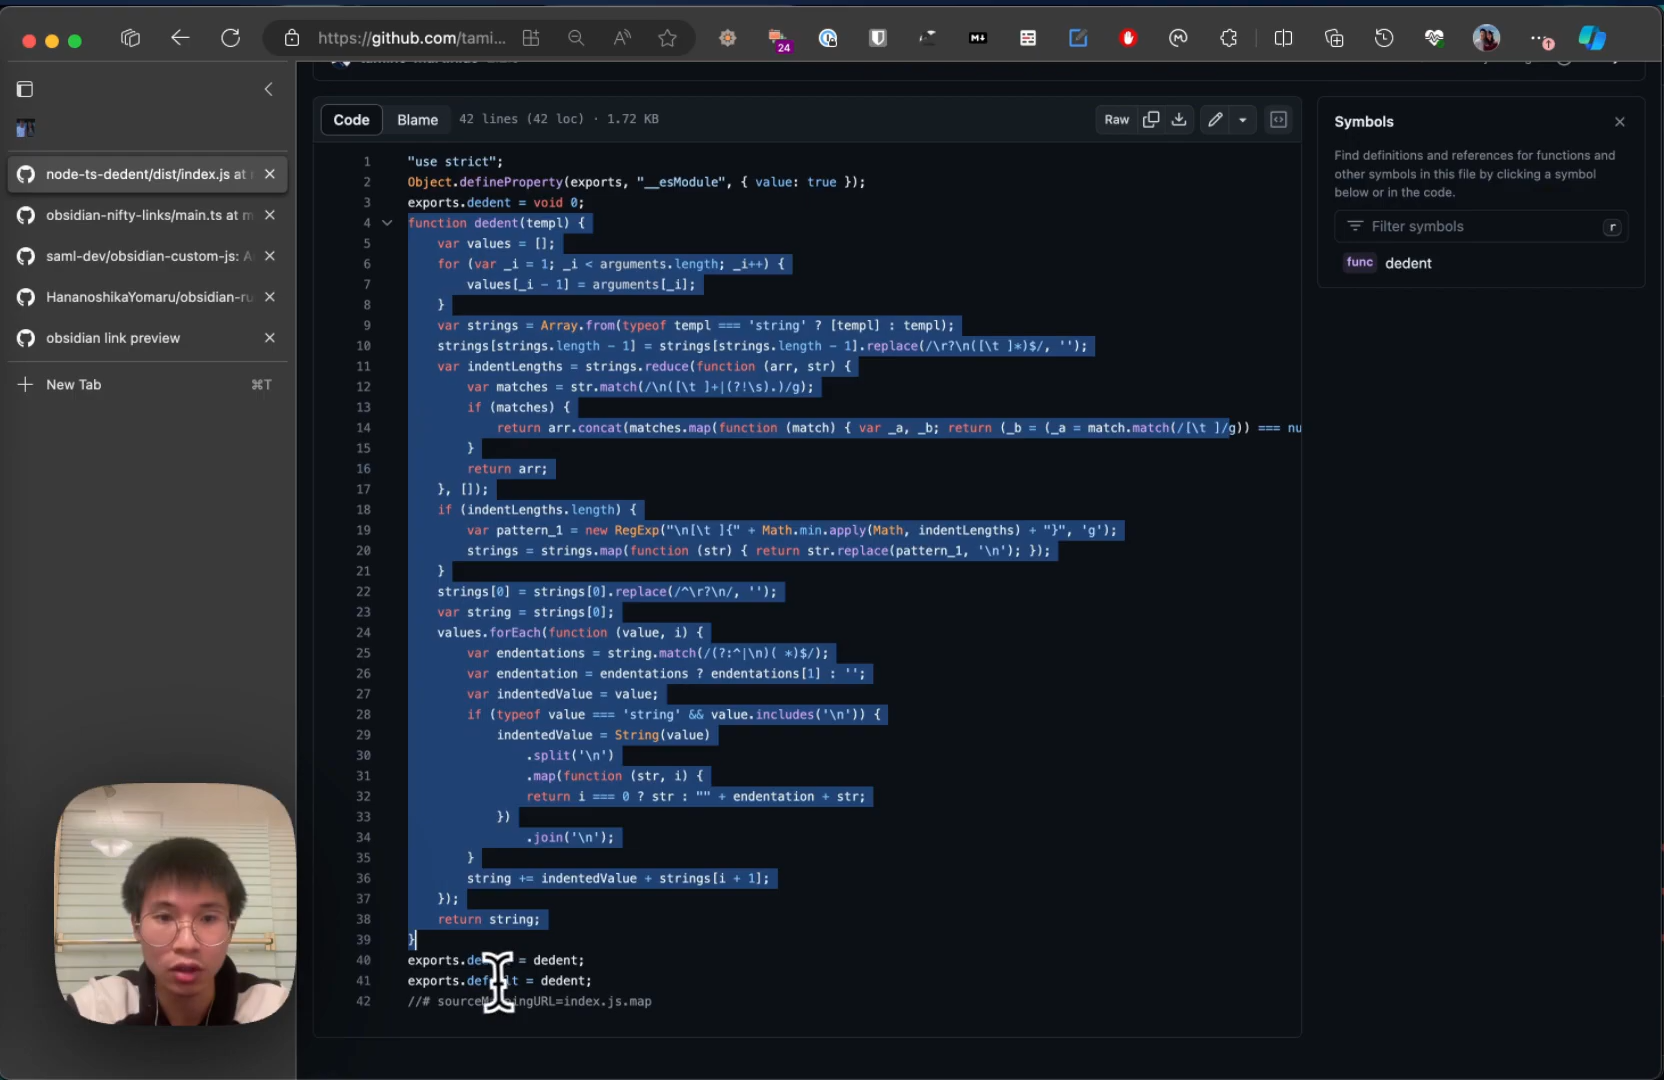 https://github.com/tami...
24
M
node-ts-dedent/dist/index.js at
obsidian-nifty-links/main.ts at m
saml-dev/obsidian-custom-js: A
HananoshikaYomaru/obsidian-ru
obsidian link preview
New Tab
⌘T
Code
Blame
42 lines (42 loc) · 1.72 KB
Raw
1 "use strict";
2 Object.defineProperty(exports, "__esModule", { value: true });
3 exports.dedent = void 0;
4 function dedent(templ) {
5 var values = [];
6 for (var _i = 1; _i < arguments.length; _i++) {
7 values[_i - 1] = arguments[_i];
8 }
9 var strings = Array.from(typeof templ === 'string' ? [templ] : templ);
10 strings[strings.length - 1] = strings[strings.length - 1].replace(/\r?\n([\t ]*)$/, '');
11 var indentLengths = strings.reduce(function (arr, str) {
12 var matches = str.match(/\n([\t ]+|(?!\s).)/g);
13 if (matches) {
14 return arr.concat(matches.map(function (match) { var _a, _b; return (_b = (_a = match.match(/[\t ]/g)) === nu
15 }
16 return arr;
17 }, []);
18 if (indentLengths.length) {
19 var pattern_1 = new RegExp("\n[\t ]{" + Math.min.apply(Math, indentLengths) + "}", 'g');
20 strings = strings.map(function (str) { return str.replace(pattern_1, '\n'); });
21 }
22 strings[0] = strings[0].replace(/^\r?\n/, '');
23 var string = strings[0];
24 values.forEach(function (value, i) {
25 var endentations = string.match(/(?:^|\n)( *)$/);
26 var endentation = endentations ? endentations[1] : '';
27 var indentedValue = value;
28 if (typeof value === 'string' && value.includes('\n')) {
29 indentedValue = String(value)
30 .split('\n')
31 .map(function (str, i) {
32 return i === 0 ? str : "" + endentation + str;
33 })
34 .join('\n');
35 }
36 string += indentedValue + strings[i + 1];
37 });
38 return string;
39 }
40 exports.de = dedent;
41 exports.def t = dedent;
42 //# sourceM ingURL=index.js.map
Symbols
Find definitions and references for functions and
other symbols in this file by clicking a symbol
below or in the code.
Filter symbols
r
func dedent